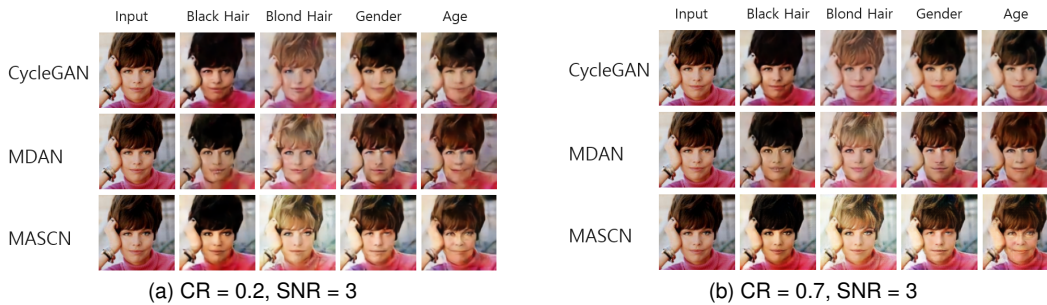 Input Black Hair Blond Hair Gender Age
CycleGAN
MDAN
MASCN
(a) CR = 0.2, SNR = 3
Input Black Hair Blond Hair Gender Age
CycleGAN
MDAN
MASCN
(b) CR = 0.7, SNR = 3